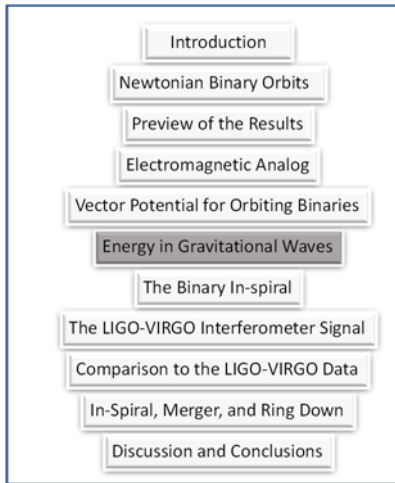 Introduction
Newtonian Binary Orbits
Preview of the Results
Electromagnetic Analog
Vector Potential for Orbiting Binaries
Energy in Gravitational Waves
The Binary In-spiral
The LIGO-VIRGO Interferometer Signal
Comparison to the LIGO-VIRGO Data
In-Spiral, Merger, and Ring Down
Discussion and Conclusions